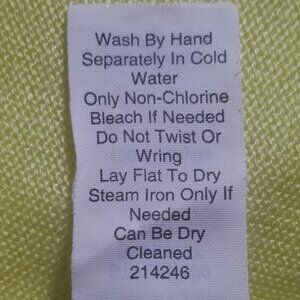 Wash By Hand
Separately In Cold
Water
Only Non-Chlorine
Bleach If Needed
Do Not Twist Or
Wring
Lay Flat To Dry
Steam Iron Only If
Needed
Can Be Dry
Cleaned
214246